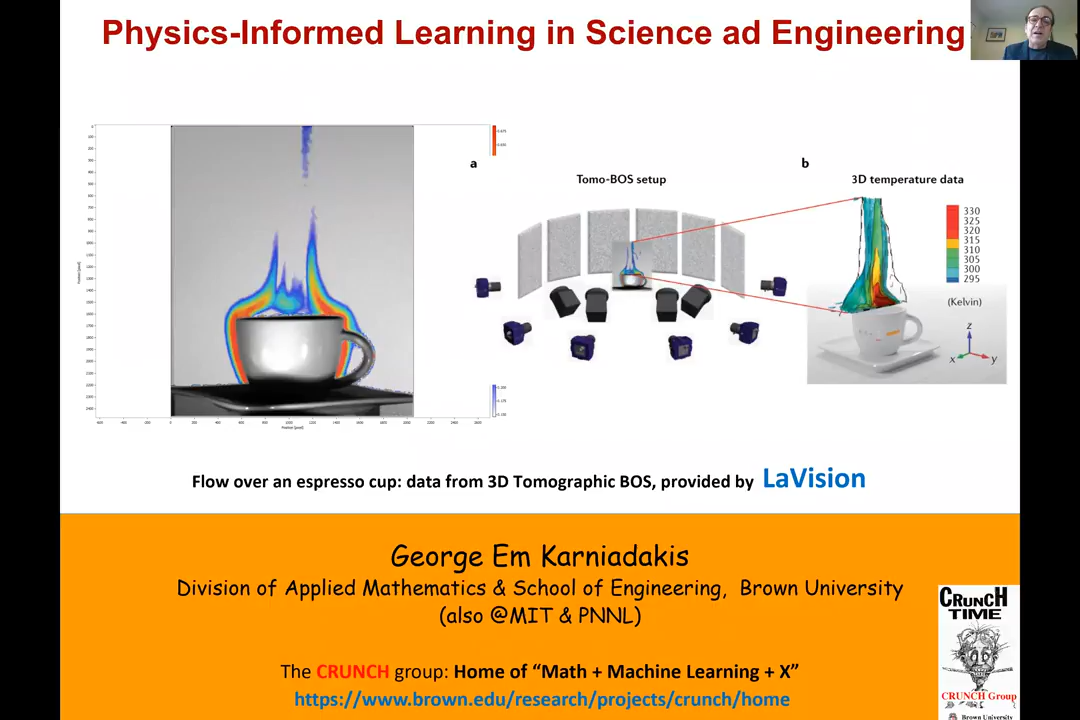 Physics-Informed Learning in Science ad Engineering
a
b
Tomo-BOS setup
3D temperature data
330
325
320
315
310
305
300
295
(Kelvin)
z
x
y
Position [pixel]
Flow over an espresso cup: data from 3D Tomographic BOS, provided by LaVision
George Em Karniadakis
Division of Applied Mathematics & School of Engineering, Brown University
(also @MIT & PNNL)
The CRUNCH group: Home of “Math + Machine Learning + X”
https://www.brown.edu/research/projects/crunch/home
CRUNCH
TIME
CRUNCH Group
Brown University